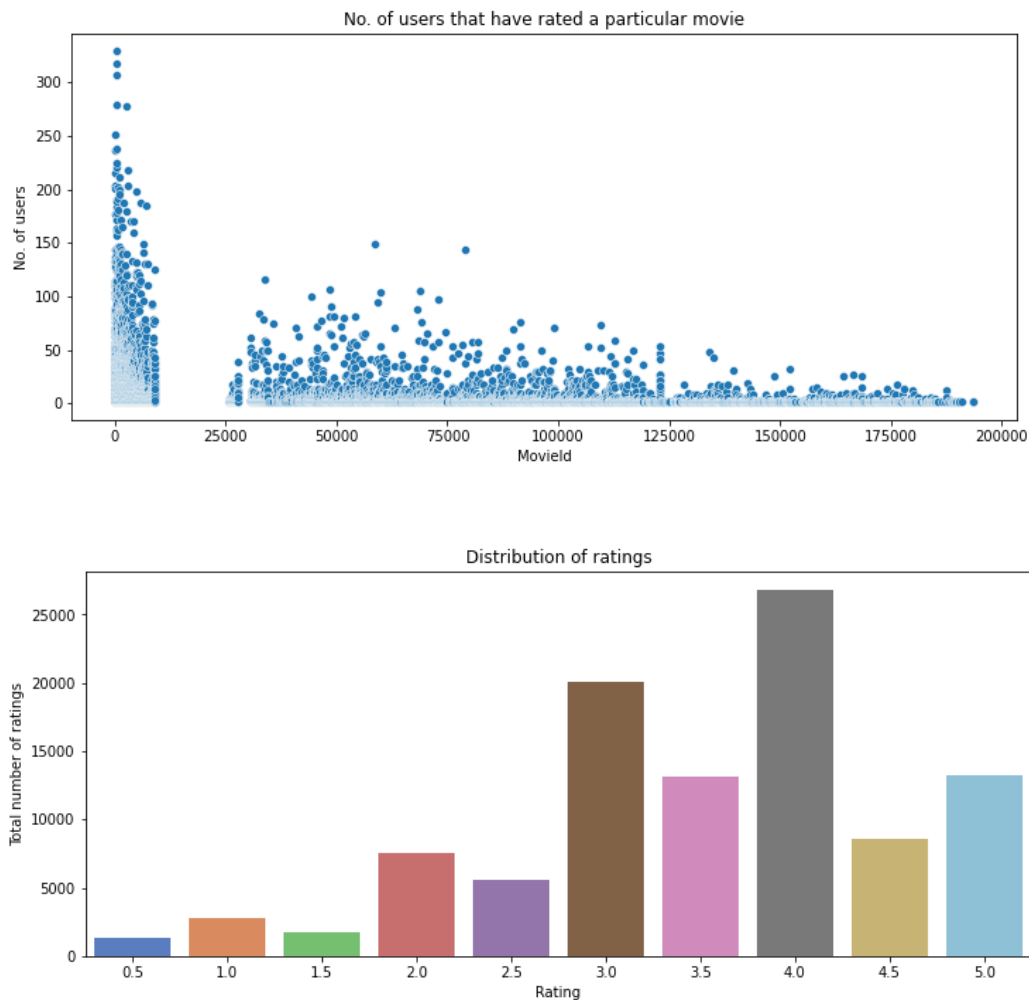 No. of users that have rated a particular movie
No. of users
300
250
200
150
100
50
0
0 25000 50000 75000 100000 125000 150000 175000 200000
MovieId
Distribution of ratings
Total number of ratings
25000
20000
15000
10000
5000
0
0.5 1.0 1.5 2.0 2.5 3.0 3.5 4.0 4.5 5.0
Rating